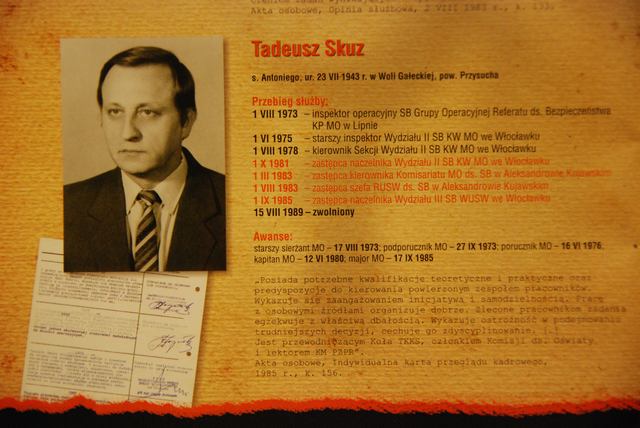 Akta osobowe, Opinia służbowa, 2 VIII 1983 r., k. 133.
Tadeusz Skuz
s. Antoniego, ur. 23 VII 1943 r. w Woli Gałeckiej, pow. Przysucha
Przebieg służby:
1 VIII 1973 – inspektor operacyjny SB Grupy Operacyjnej Referatu ds. Bezpieczeństwa
KP MO w Lipnie
1 VI 1975 – starszy inspektor Wydziału II SB KW MO we Włocławku
1 VIII 1978 – kierownik Sekcji Wydziału II SB KW MO we Włocławku
1 X 1981 – zastępca naczelnika Wydziału II SB KW MO we Włocławku
1 III 1983 – zastępca kierownika Komisariatu MO ds. SB w Aleksandrowie Kujawskim
1 VIII 1983 – zastępca szefa RUSW ds. SB w Aleksandrowie Kujawskim
1 IX 1985 – zastępca naczelnika Wydziału III SB WUSW we Włocławku
15 VIII 1989 – zwolniony
Awanse:
starszy sierżant MO – 17 VIII 1973; podporucznik MO – 27 IX 1973; porucznik MO – 16 VI 1976;
kapitan MO – 12 VI 1980; major MO – 17 IX 1985
„Posiada potrzebne kwalifikacje teoretyczne i praktyczne oraz
predyspozycje do kierowania powierzonym zespołem pracowników.
Wykazuje się zaangażowaniem inicjatywą i samodzielnością. Pracę
z osobowymi źródłami organizuje dobrze. Zlecone pracownikom zadania
egzekwuje z właściwą dbałością. Wykazuje ostrożność w podejmowaniu
trudniejszych decyzji, cechuje go zdyscyplinowanie. [...]
Jest przewodniczącym Koła TKKS, członkiem Komisji ds. Oświaty
i lektorem KM PZPR".
Akta osobowe, Indywidualna karta przeglądu kadrowego,
1985 r., k. 156.